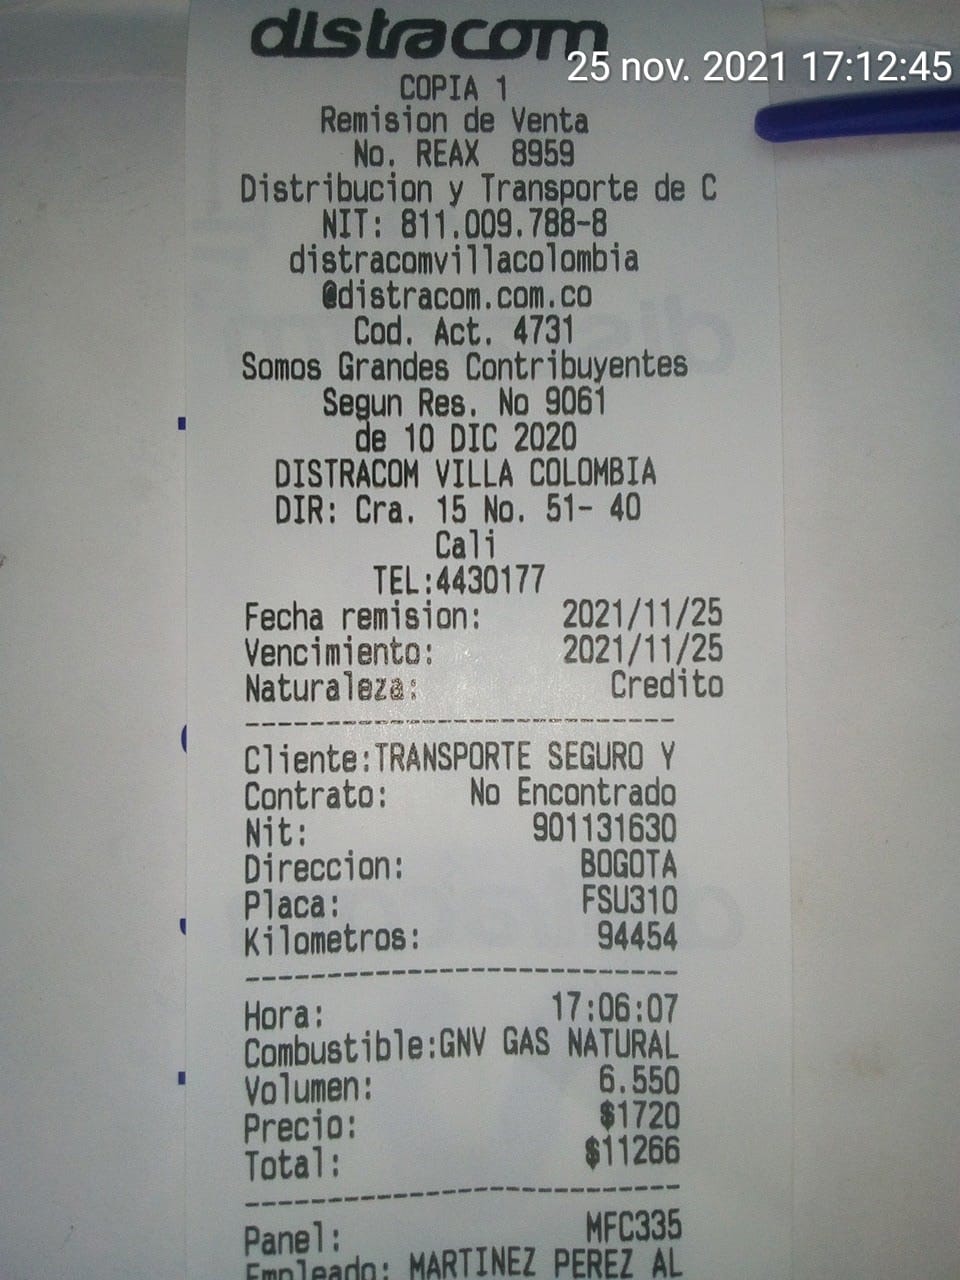 distracom
25 nov. 2021 17:12:45
COPIA 1
Remision de Venta
No. REAX 8959
Distribucion y Transporte de C
NIT: 811.009.788-8
distracomvillacolombia
@distracom.com.co
Cod. Act. 4731
Somos Grandes Contribuyentes
Segun Res. No 9061
de 10 DIC 2020
DISTRACOM VILLA COLOMBIA
DIR: Cra. 15 No. 51- 40
Cali
TEL:4430177
Fecha remision: 2021/11/25
Vencimiento: 2021/11/25
Naturaleza: Credito
Cliente:TRANSPORTE SEGURO Y
Contrato: No Encontrado
Nit: 901131630
Direccion: BOGOTA
Placa: FSU310
Kilometros: 94454
Hora: 17:06:07
Combustible:GNV GAS NATURAL
Volumen: 6.550
Precio: $1720
Total: $11266
Panel: MFC335
Empleado: MARTINEZ PEREZ AL